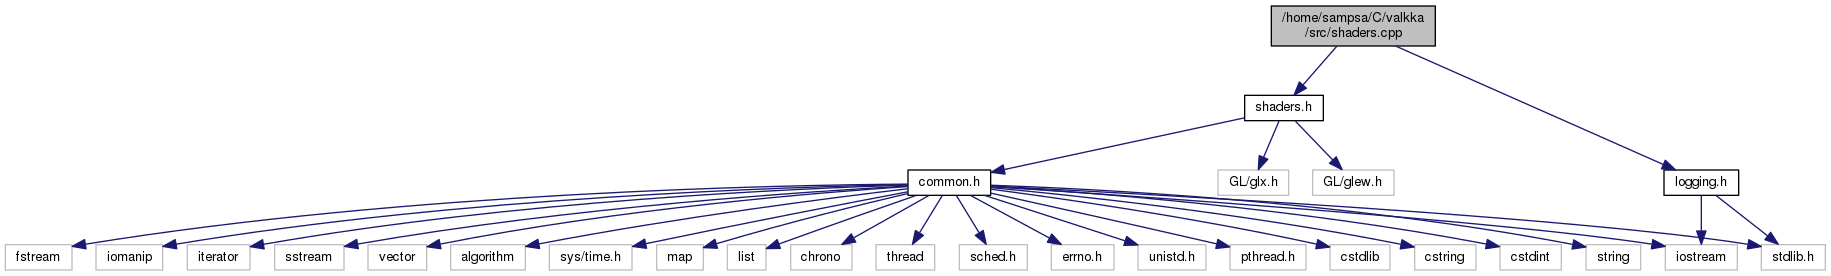 /home/sampsa/C/valkka
/src/shaders.cpp
shaders.h
common.h
GL/glx.h
GL/glew.h
logging.h
fstream
iomanip
iterator
sstream
vector
algorithm
sys/time.h
map
list
chrono
thread
sched.h
errno.h
unistd.h
pthread.h
cstdlib
cstring
cstdint
string
iostream
stdlib.h